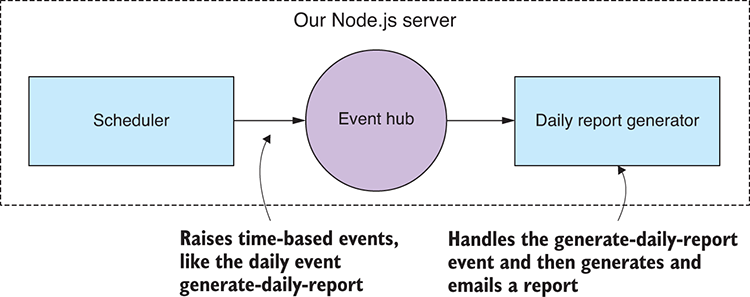 Our Node.js server
Scheduler
Event hub
Daily report generator
Raises time-based events,
like the daily event
generate-daily-report
Handles the generate-daily-report
event and then generates and
emails a report